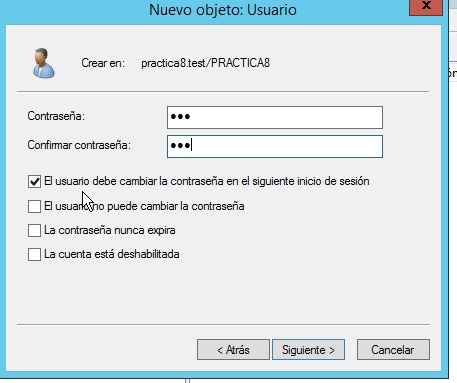 Nuevo objeto: Usuario
x
Crear en: practica8.test/PRACTICA8
Contraseña: •••
Confirmar contraseña: •••
El usuario debe cambiar la contraseña en el siguiente inicio de sesión
El usuario no puede cambiar la contraseña
La contraseña nunca expira
La cuenta está deshabilitada
< Atrás
Siguiente >
Cancelar